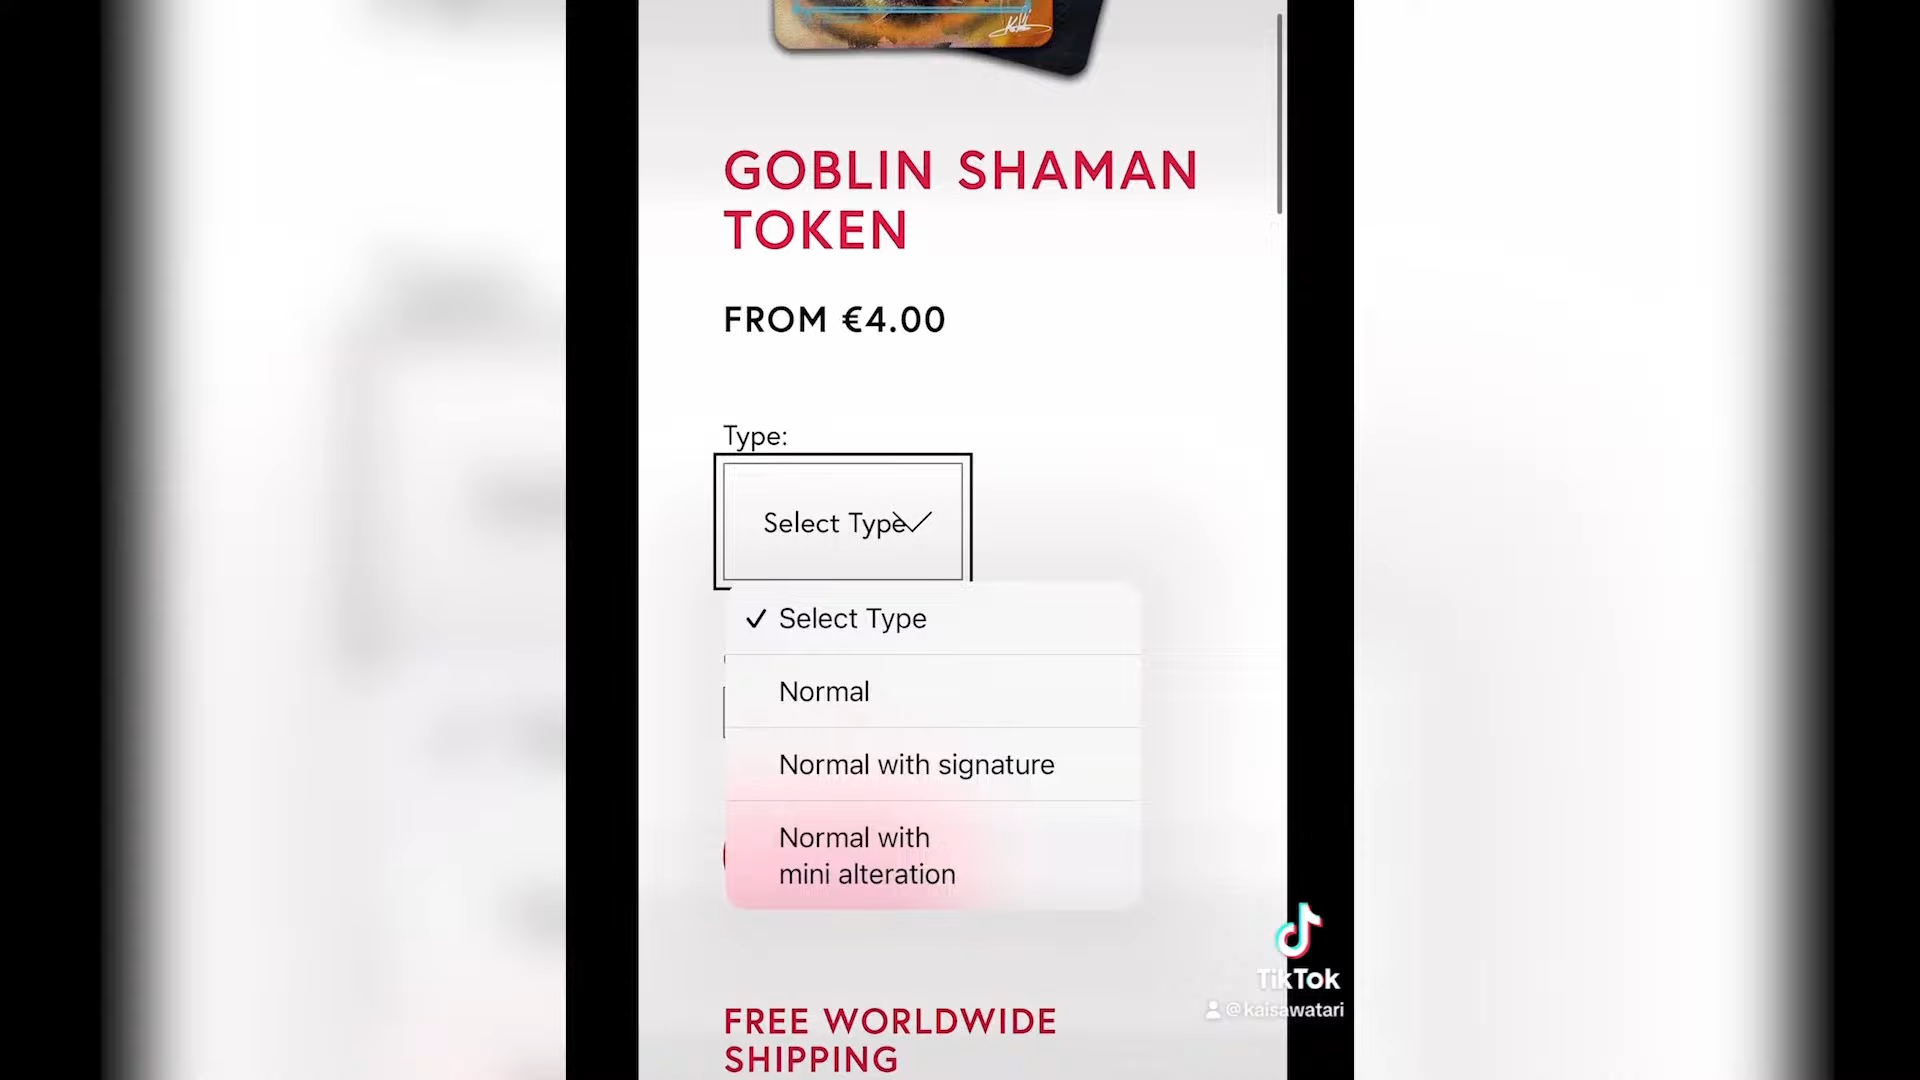 GOBLIN SHAMAN
TOKEN
FROM €4.00
Type:
Select Type
Select Type
Normal
Normal with signature
Normal with
mini alteration
FREE WORLDWIDE
SHIPPING
TikTok
@kaisawatari